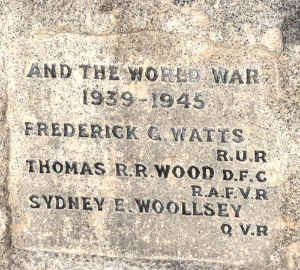 AND THE WORLD WAR
1939-1945
FREDERICK G. WATTS
R.U.R
THOMAS R.R. WOOD D.F.C
R.A.F.V.R
SYDNEY E. WOOLLSEY
Q.V.R